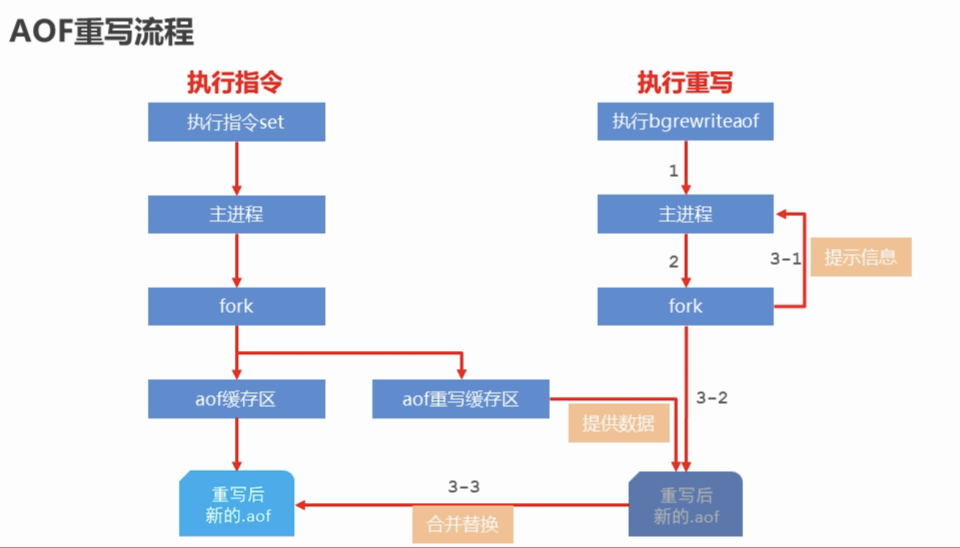 AOF重写流程
执行指令
执行重写
执行指令set
执行bgrewriteaof
1
主进程
主进程
2
3-1
提示信息
fork
fork
aof缓存区
aof重写缓存区
3-2
提供数据
重写后
新的.aof
3-3
合并替换
重写后
新的.aof